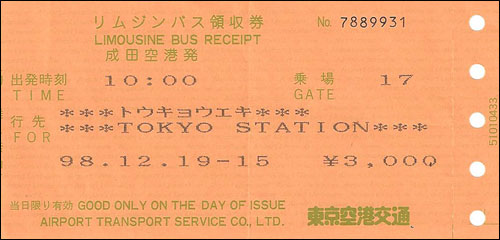 リムジンバス領収券 No. 7889931
LIMOUSINE BUS RECEIPT
成田空港発
出発時刻 10:00 乗場 17
TIME GATE
行先 ***トウキョウエキ***
FOR ***TOKYO STATION***
98.12.19-15 ¥3,000
当日限り有効 GOOD ONLY ON THE DAY OF ISSUE
AIRPORT TRANSPORT SERVICE CO., LTD. 東京空港交通
51010433